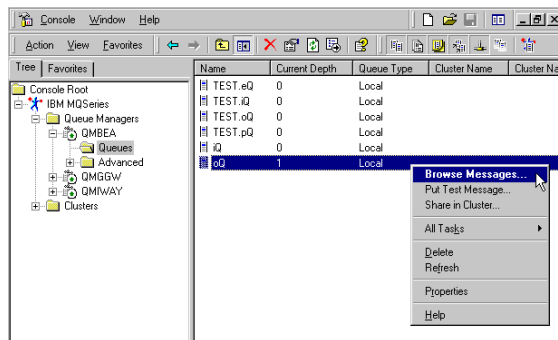 Console Window Help
Action View Favorites
Tree Favorites
Console Root
IBM MQSeries
Queue Managers
QMBEA
Queues
Advanced
QMGGW
QMIWAY
Clusters
Name Current Depth Queue Type Cluster Name Cluster Na
TEST.eQ 0 Local
TEST.iQ 0 Local
TEST.oQ 0 Local
TEST.pQ 0 Local
iQ 0 Local
oQ 1 Local
Browse Messages...
Put Test Message...
Share in Cluster...
All Tasks
Delete
Refresh
Properties
Help